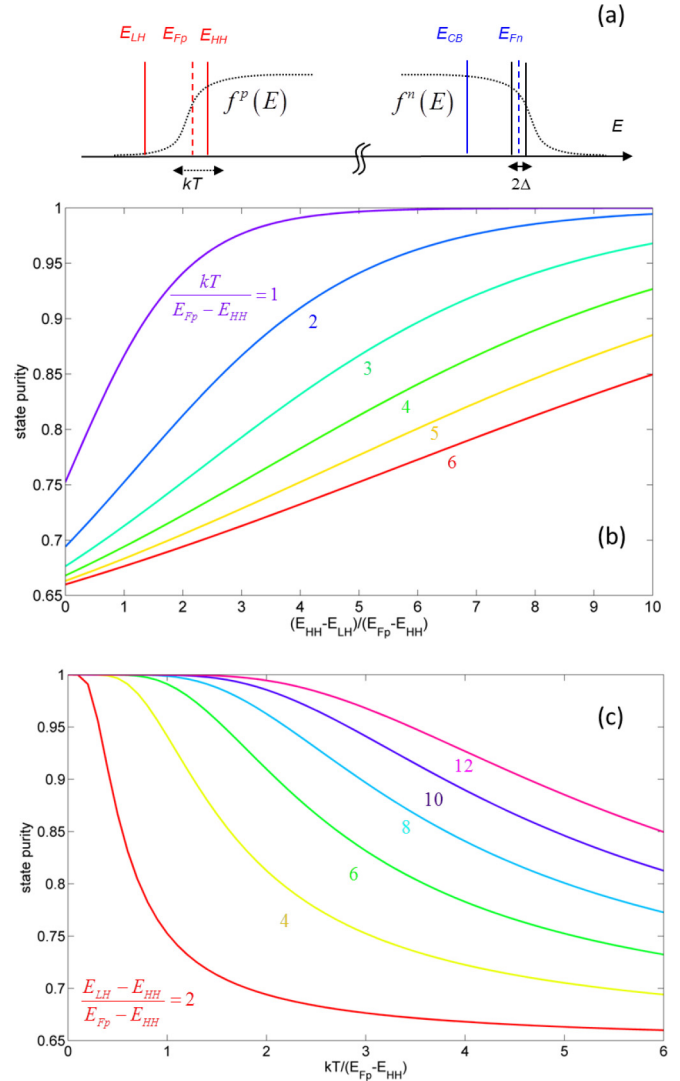 (a)
E_LH E_Fp E_HH E_CB E_Fn
f^p(E) f^n(E) E
kT 2Δ
1
0.95
0.9
0.85
0.8
0.75
0.7
0.65
state purity
kT/(E_Fp − E_HH) = 1
2
3
4
5
6
(b)
0 1 2 3 4 5 6 7 8 9 10
(E_HH-E_LH)/(E_Fp-E_HH)
1
0.95
0.9
0.85
0.8
0.75
0.7
0.65
state purity
(c)
12
10
8
6
4
(E_LH − E_HH)/(E_Fp − E_HH) = 2
0 1 2 3 4 5 6
kT/(E_Fp-E_HH)